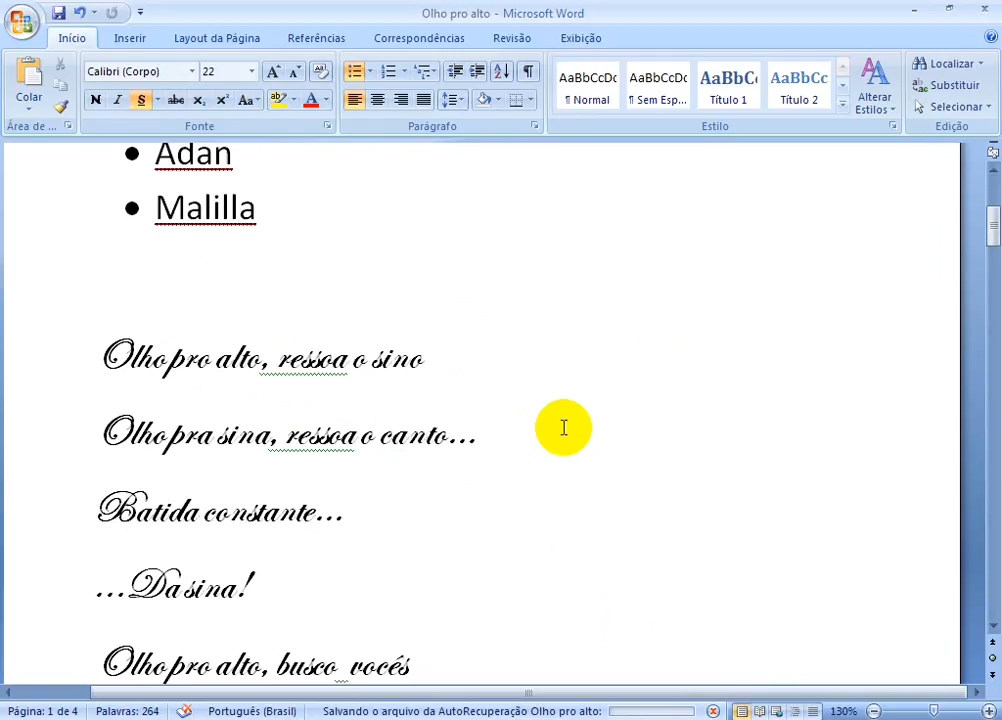 Olho pro alto - Microsoft Word
Início Inserir Layout da Página Referências Correspondências Revisão Exibição
Colar
Calibri (Corpo) 22
N I S abc x₂ x² Aa
AaBbCcDc AaBbCcDc AaBbC AaBbCc
¶ Normal ¶ Sem Esp... Título 1 Título 2
Alterar Estilos
Localizar
Substituir
Selecionar
Área de ... Fonte Parágrafo Estilo Edição
• Adan
• Malilla
Olho pro alto, ressoa o sino
Olho pra sina, ressoa o canto...
Batida constante...
...Da sina!
Olho pro alto, busco vocês
Página: 1 de 4 Palavras: 264 Português (Brasil) Salvando o arquivo da AutoRecuperação Olho pro alto: 130%